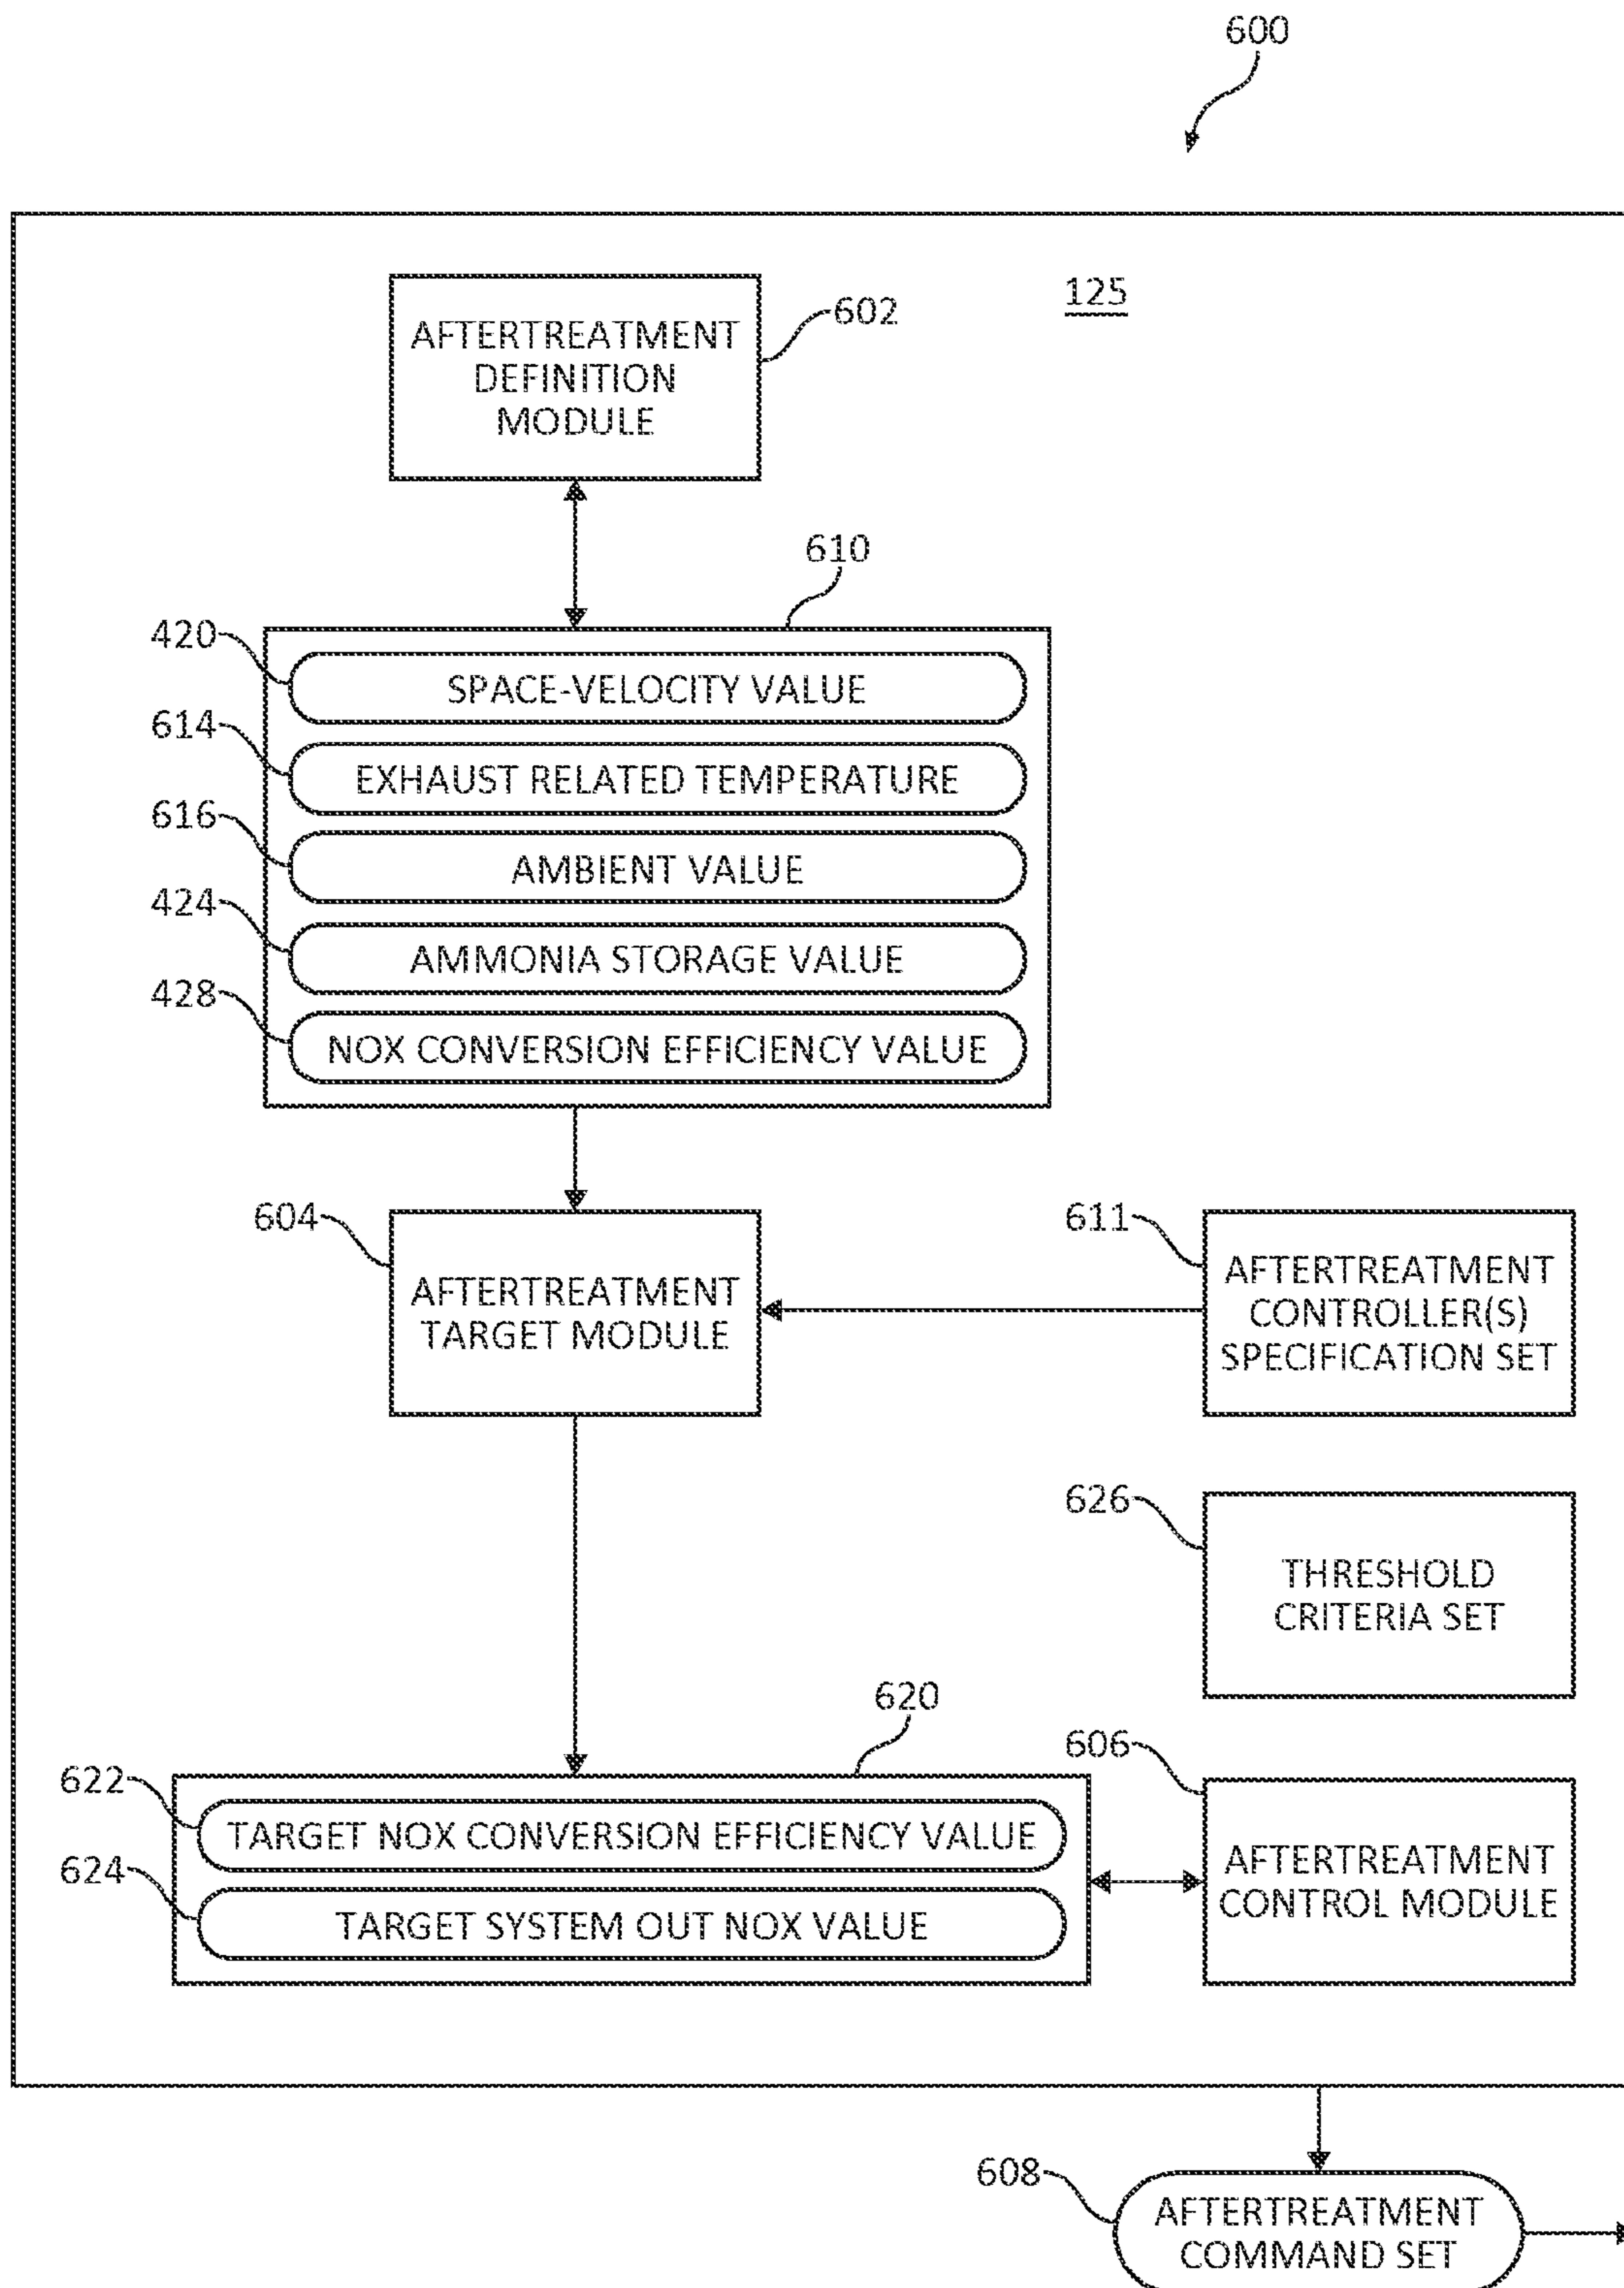 600
125
AFTERTREATMENT
DEFINITION
MODULE
602
610
420
SPACE-VELOCITY VALUE
614
EXHAUST RELATED TEMPERATURE
616
AMBIENT VALUE
424
AMMONIA STORAGE VALUE
428
NOX CONVERSION EFFICIENCY VALUE
604
AFTERTREATMENT
TARGET MODULE
611
AFTERTREATMENT
CONTROLLER(S)
SPECIFICATION SET
626
THRESHOLD
CRITERIA SET
620
622
TARGET NOX CONVERSION EFFICIENCY VALUE
624
TARGET SYSTEM OUT NOX VALUE
606
AFTERTREATMENT
CONTROL MODULE
608
AFTERTREATMENT
COMMAND SET